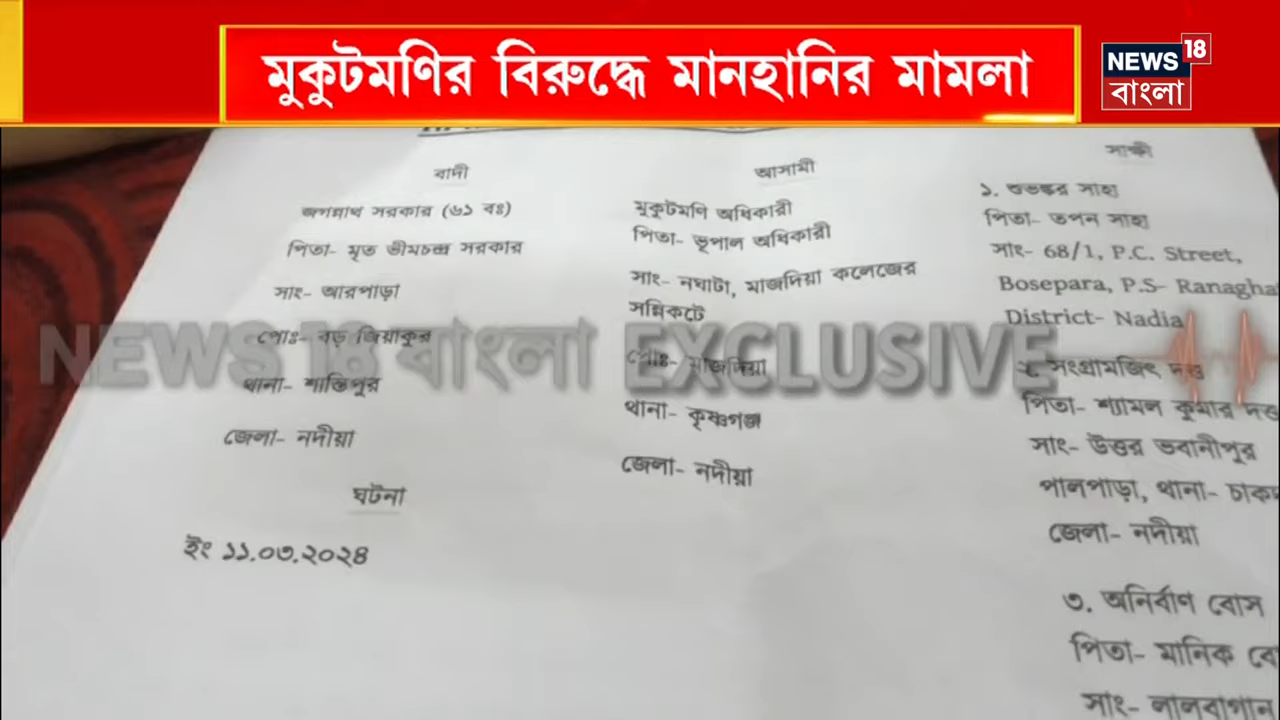 মুকুটমণির বিরুদ্ধে মানহানির মামলা
NEWS 18
বাংলা
বাদী
জগন্নাথ সরকার (৬১ বঃ)
পিতা- মৃত ভীমচন্দ্র সরকার
সাং- আরপাড়া
পোঃ- বড় জিয়াকুর
থানা- শান্তিপুর
জেলা- নদীয়া
ঘটনা
ইং ১১.০৩.২০২৪
আসামী
মুকুটমণি অধিকারী
পিতা- ভূপাল অধিকারী
সাং- নঘাটা, মাজদিয়া কলেজের
সন্নিকটে
পোঃ- মাজদিয়া
থানা- কৃষ্ণগঞ্জ
জেলা- নদীয়া
সাক্ষী
১. শুভঙ্কর সাহা
পিতা- তপন সাহা
সাং- 68/1, P.C. Street,
Bosepara, P.S- Ranagha
District- Nadia
২. সংগ্রামজিৎ দত্ত
পিতা- শ্যামল কুমার দত্ত
সাং- উত্তর ভবানীপুর
পালপাড়া, থানা- চাকদ
জেলা- নদীয়া
৩. অনির্বাণ বোস
পিতা- মানিক বো
সাং- লালবাগান
NEWS 18 বাংলা EXCLUSIVE